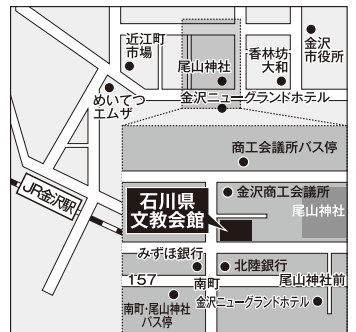 近江町
市場
尾山神社
香林坊
大和
金沢
市役所
めいてつ
エムザ
金沢ニューグランドホテル
商工会議所バス停
JR金沢駅
石川県
文教会館
金沢商工会議所
尾山神社
みずほ銀行
北陸銀行
157
南町
尾山神社前
南町・尾山神社
バス停
金沢ニューグランドホテル